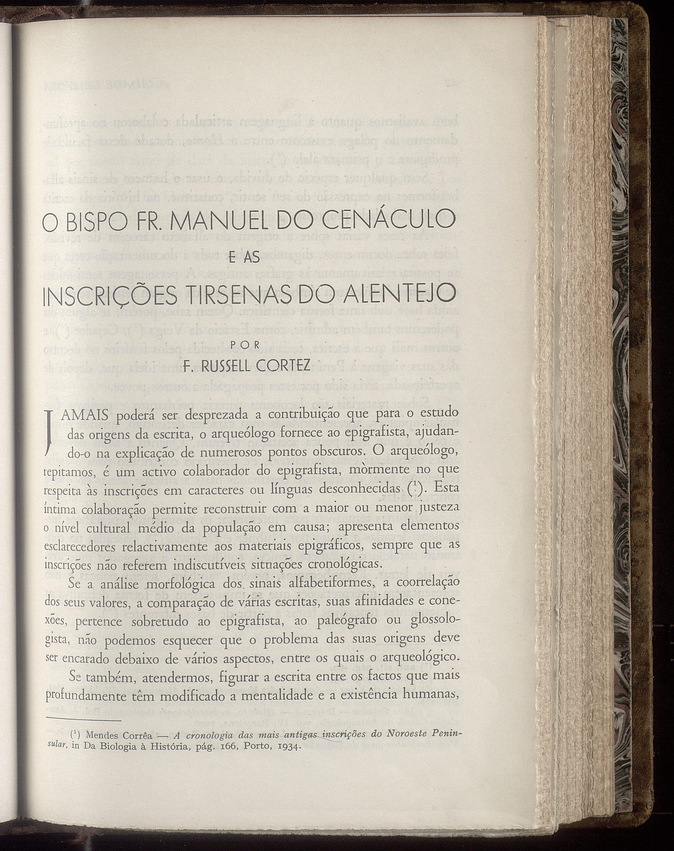 O BISPO FR. MANUEL DO CENÁCULO
E AS
INSCRIÇÕES TIRSENAS DO ALENTEJO
POR
F. RUSSELL CORTEZ
JAMAIS poderá ser desprezada a contribuição que para o estudo
das origens da escrita, o arqueólogo fornece ao epigrafista, ajudan-
do-o na explicação de numerosos pontos obscuros. O arqueólogo,
repitamos, é um activo colaborador do epigrafista, mòrmente no que
respeita às inscrições em caracteres ou línguas desconhecidas (¹). Esta
íntima colaboração permite reconstruir com a maior ou menor justeza
o nível cultural médio da população em causa; apresenta elementos
esclarecedores relactivamente aos materiais epigráficos, sempre que as
inscrições não referem indiscutíveis situações cronológicas.
Se a análise morfológica dos sinais alfabetiformes, a coorrelação
dos seus valores, a comparação de várias escritas, suas afinidades e cone-
xões, pertence sobretudo ao epigrafista, ao paleógrafo ou glossolo-
gista, não podemos esquecer que o problema das suas origens deve
ser encarado debaixo de vários aspectos, entre os quais o arqueológico.
Se também, atendermos, figurar a escrita entre os factos que mais
profundamente têm modificado a mentalidade e a existência humanas,
(¹) Mendes Corrêa — A cronologia das mais antigas inscrições do Noroeste Penin-
sular, in Da Biologia à História, pág. 166, Porto, 1934.